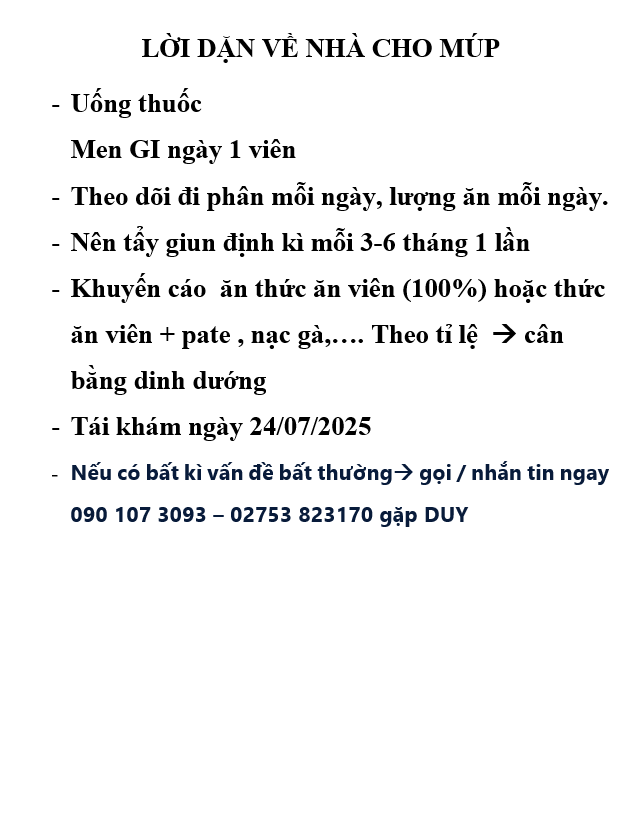 LỜI DẶN VỀ NHÀ CHO MÚP
- Uống thuốc
Men GI ngày 1 viên
- Theo dõi đi phân mỗi ngày, lượng ăn mỗi ngày.
- Nên tẩy giun định kì mỗi 3-6 tháng 1 lần
- Khuyến cáo  ăn thức ăn viên (100%) hoặc thức
ăn viên + pate , nạc gà,…. Theo tỉ lệ → cân
bằng dinh dướng
- Tái khám ngày 24/07/2025
- Nếu có bất kì vấn đề bất thường→ gọi / nhắn tin ngay
090 107 3093 – 02753 823170 gặp DUY